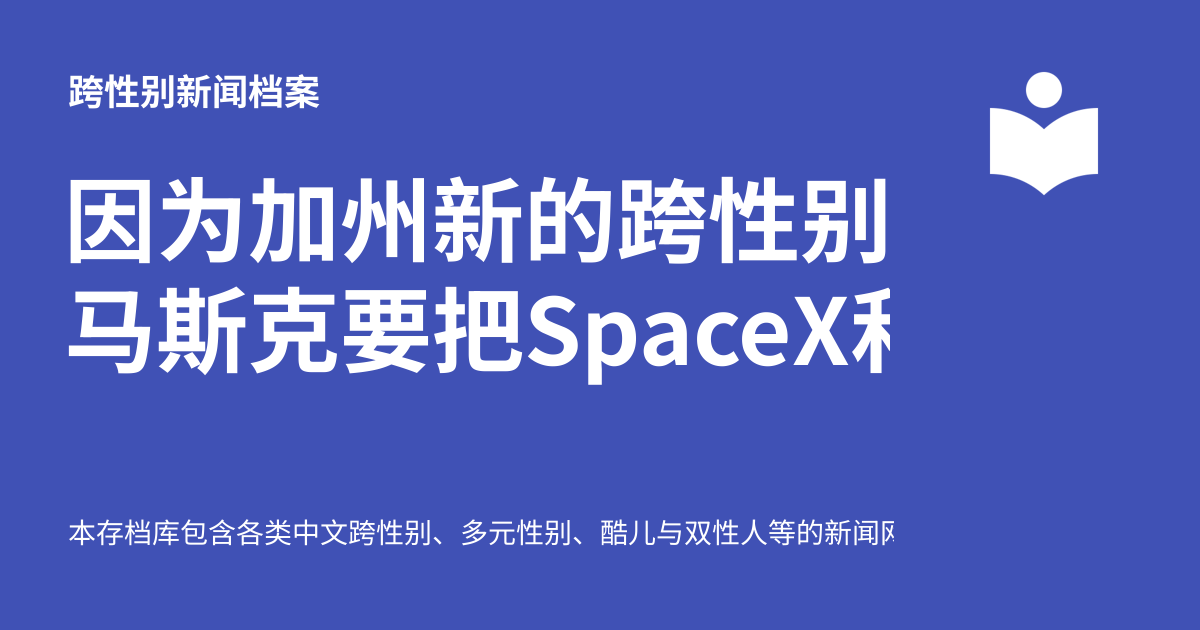 跨性别新闻档案
因为加州新的跨性别
马斯克要把SpaceX
本存档库包含各类中文跨性别、多元性别、酷儿与双性人等的新闻